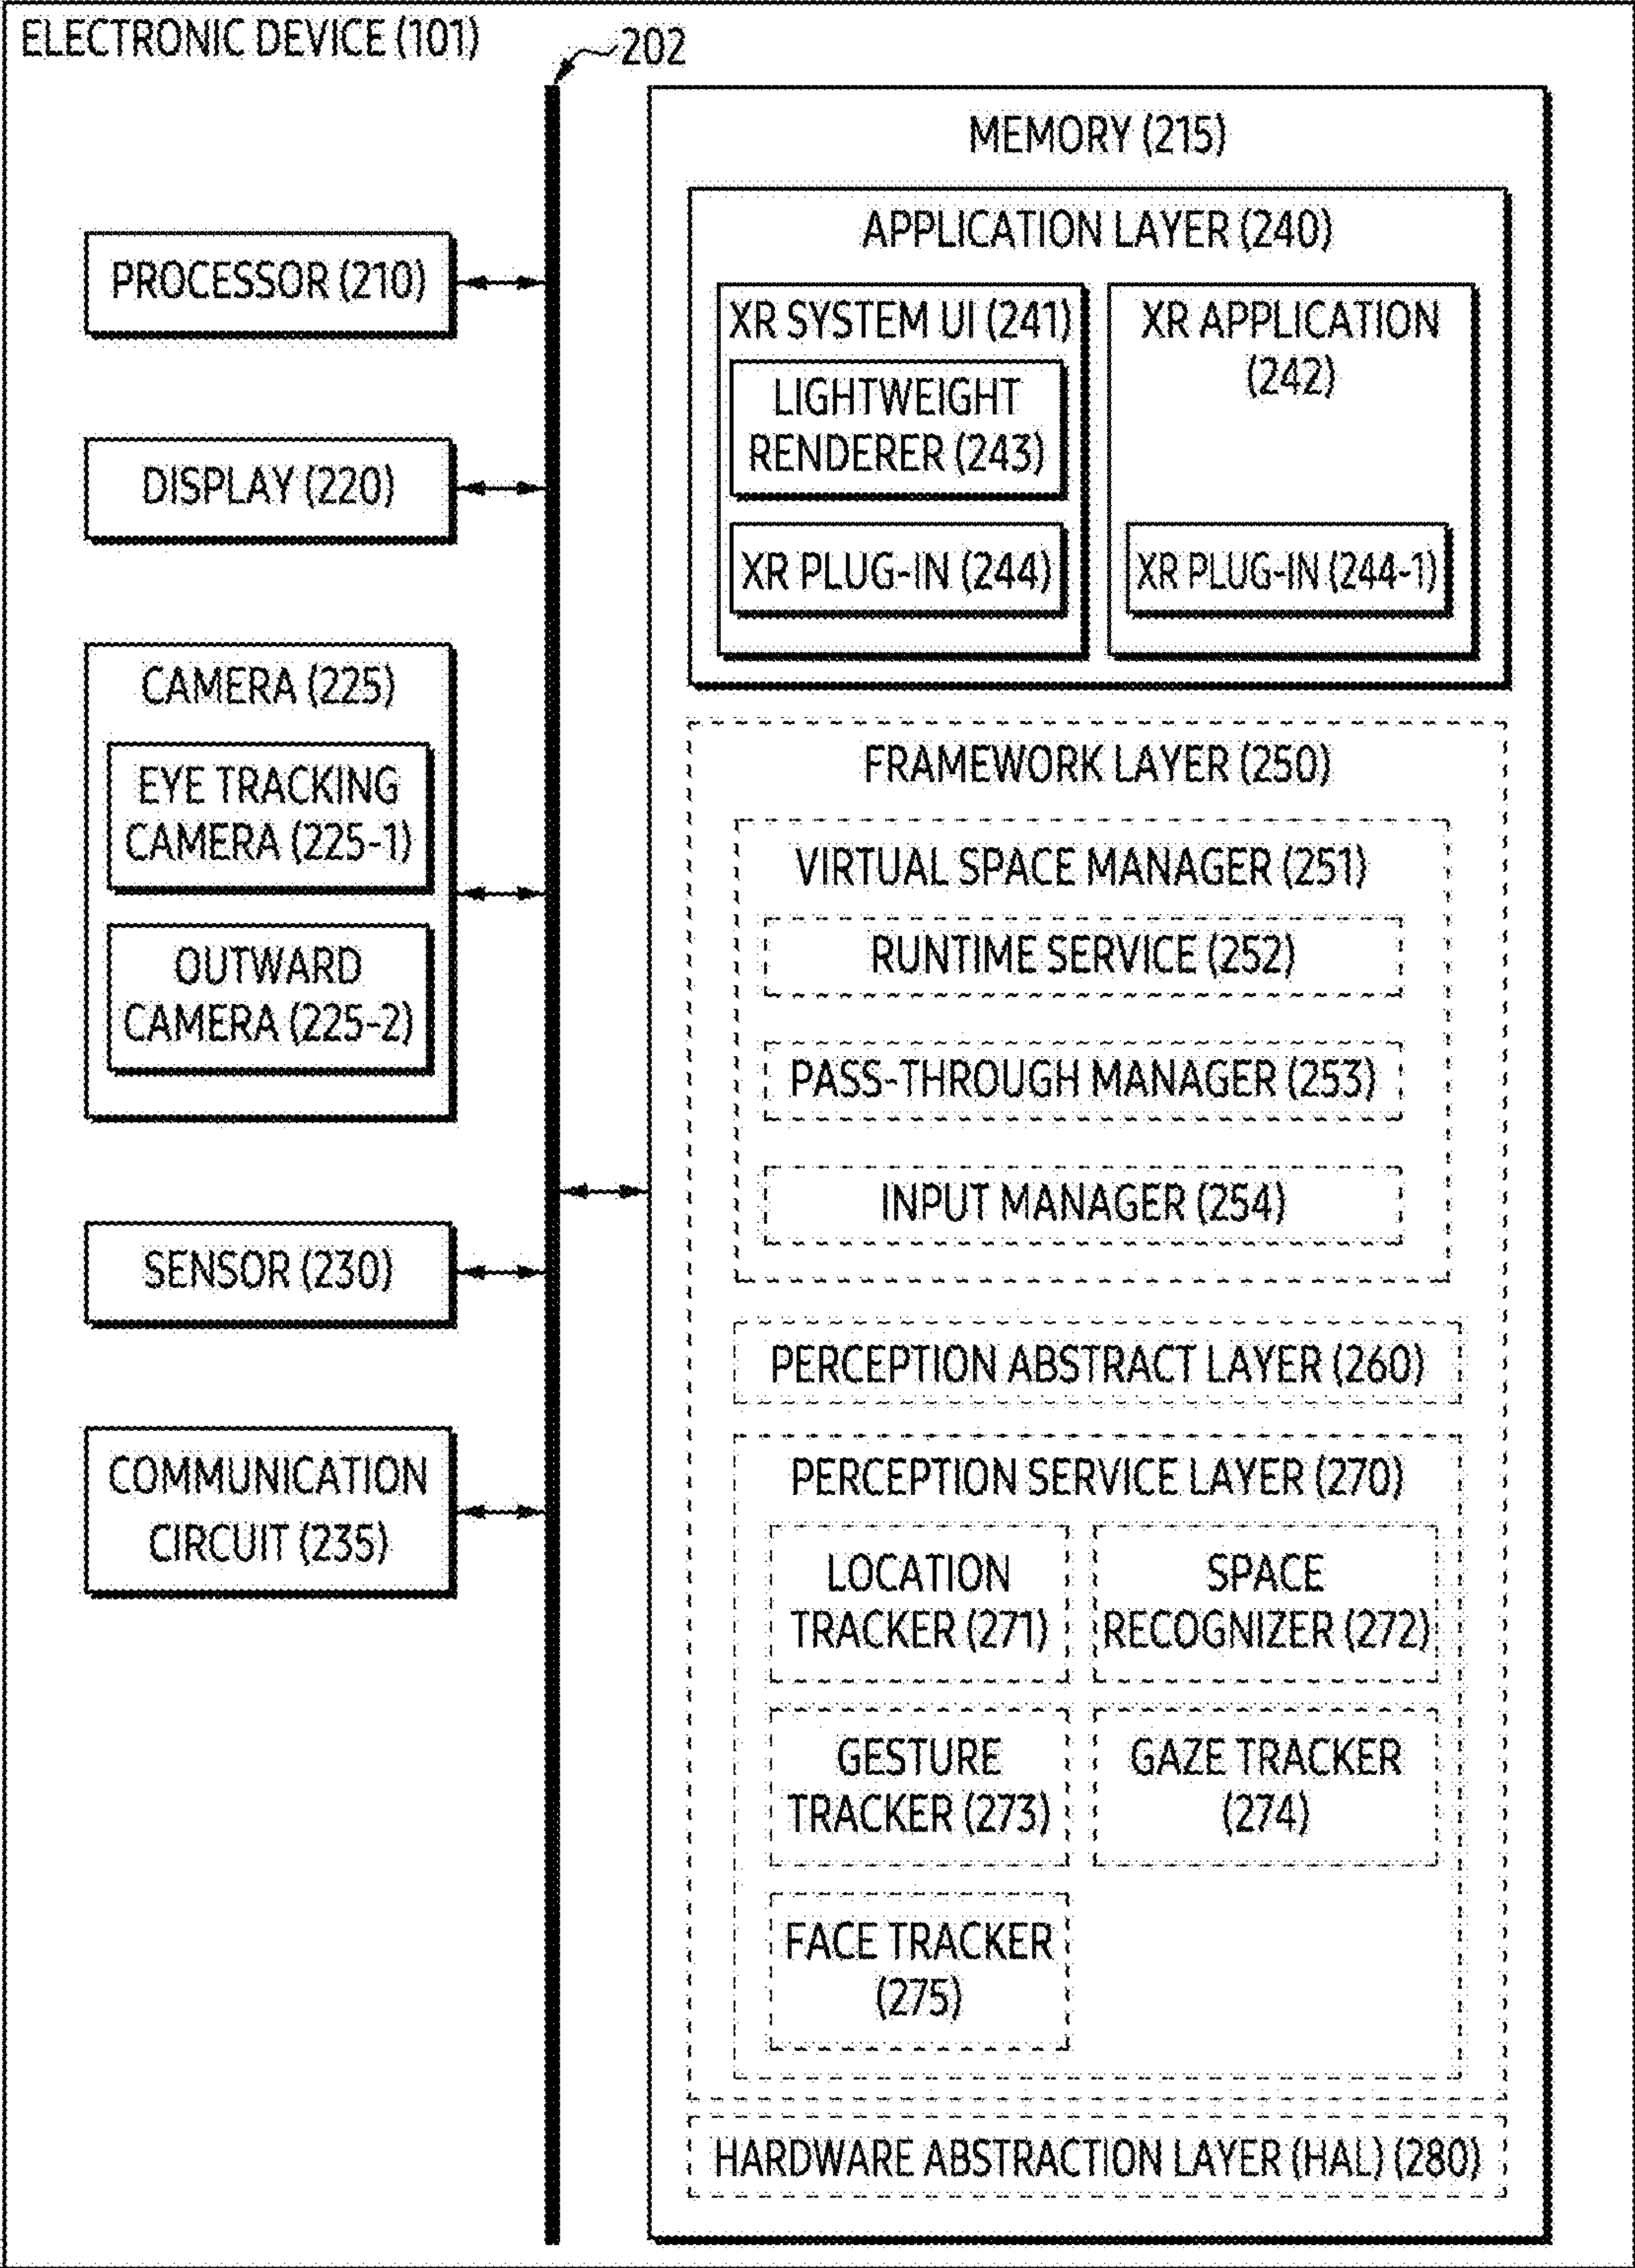 ELECTRONIC DEVICE (101)
202
PROCESSOR (210)
DISPLAY (220)
CAMERA (225)
EYE TRACKING
CAMERA (225-1)
OUTWARD
CAMERA (225-2)
SENSOR (230)
COMMUNICATION
CIRCUIT (235)
MEMORY (215)
APPLICATION LAYER (240)
XR SYSTEM UI (241)
LIGHTWEIGHT
RENDERER (243)
XR PLUG-IN (244)
XR APPLICATION
(242)
XR PLUG-IN (244-1)
FRAMEWORK LAYER (250)
VIRTUAL SPACE MANAGER (251)
RUNTIME SERVICE (252)
PASS-THROUGH MANAGER (253)
INPUT MANAGER (254)
PERCEPTION ABSTRACT LAYER (260)
PERCEPTION SERVICE LAYER (270)
LOCATION
TRACKER (271)
SPACE
RECOGNIZER (272)
GESTURE
TRACKER (273)
GAZE TRACKER
(274)
FACE TRACKER
(275)
HARDWARE ABSTRACTION LAYER (HAL) (280)